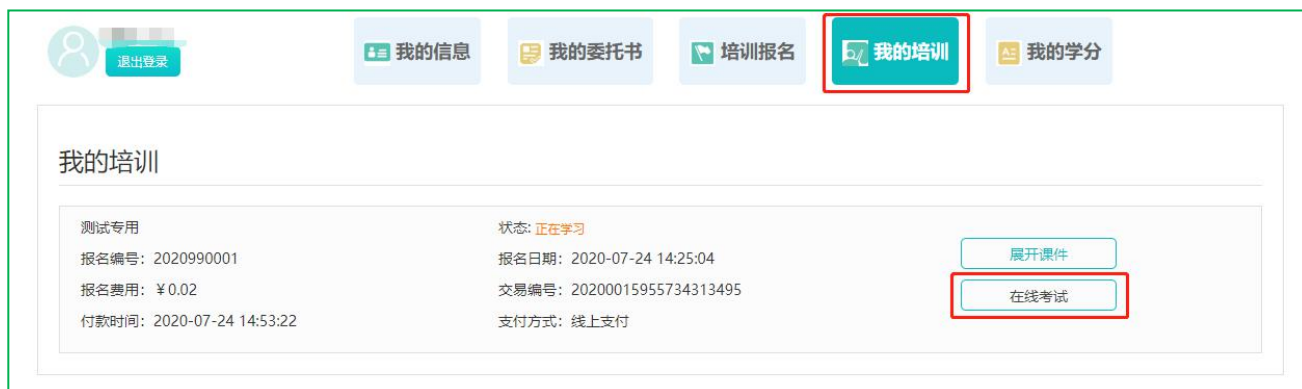 退出登录
我的信息
我的委托书
培训报名
我的培训
我的学分
我的培训
测试专用
状态: 正在学习
报名编号：2020990001
报名日期：2020-07-24 14:25:04
展开课件
报名费用：￥0.02
交易编号：20200015955734313495
在线考试
付款时间：2020-07-24 14:53:22
支付方式：线上支付